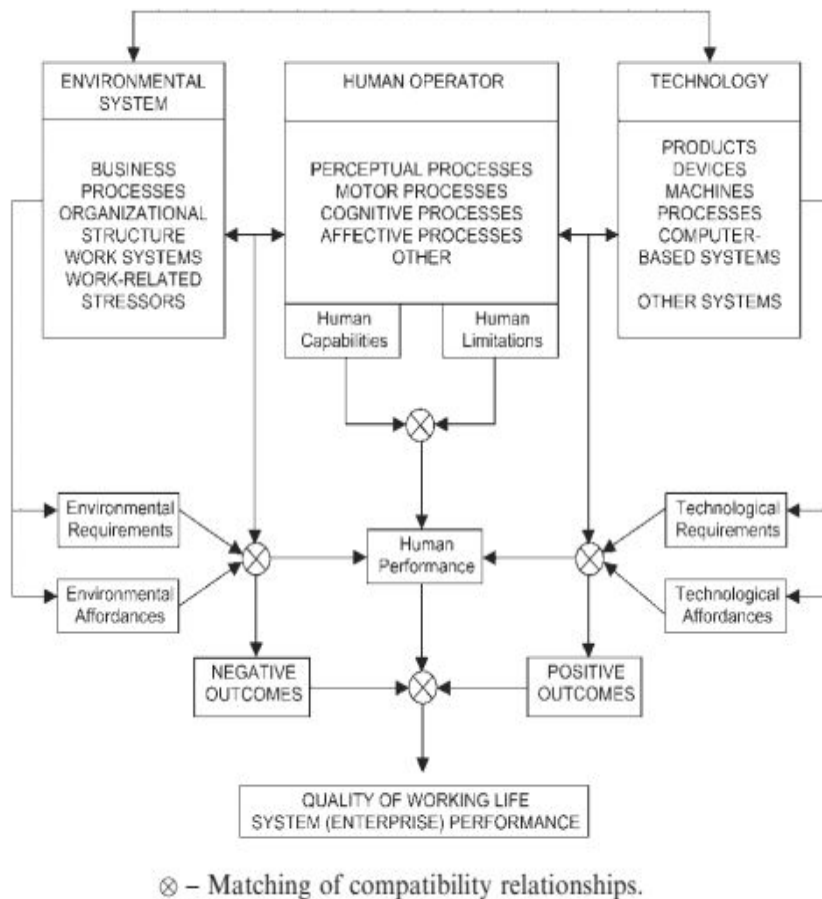 ENVIRONMENTAL
SYSTEM
BUSINESS
PROCESSES
ORGANIZATIONAL
STRUCTURE
WORK SYSTEMS
WORK-RELATED
STRESSORS
HUMAN OPERATOR
PERCEPTUAL PROCESSES
MOTOR PROCESSES
COGNITIVE PROCESSES
AFFECTIVE PROCESSES
OTHER
Human
Capabilities
Human
Limitations
TECHNOLOGY
PRODUCTS
DEVICES
MACHINES
PROCESSES
COMPUTER-
BASED SYSTEMS
OTHER SYSTEMS
Environmental
Requirements
Environmental
Affordances
Human
Performance
Technological
Requirements
Technological
Affordances
NEGATIVE
OUTCOMES
POSITIVE
OUTCOMES
QUALITY OF WORKING LIFE
SYSTEM (ENTERPRISE) PERFORMANCE
⊗ – Matching of compatibility relationships.